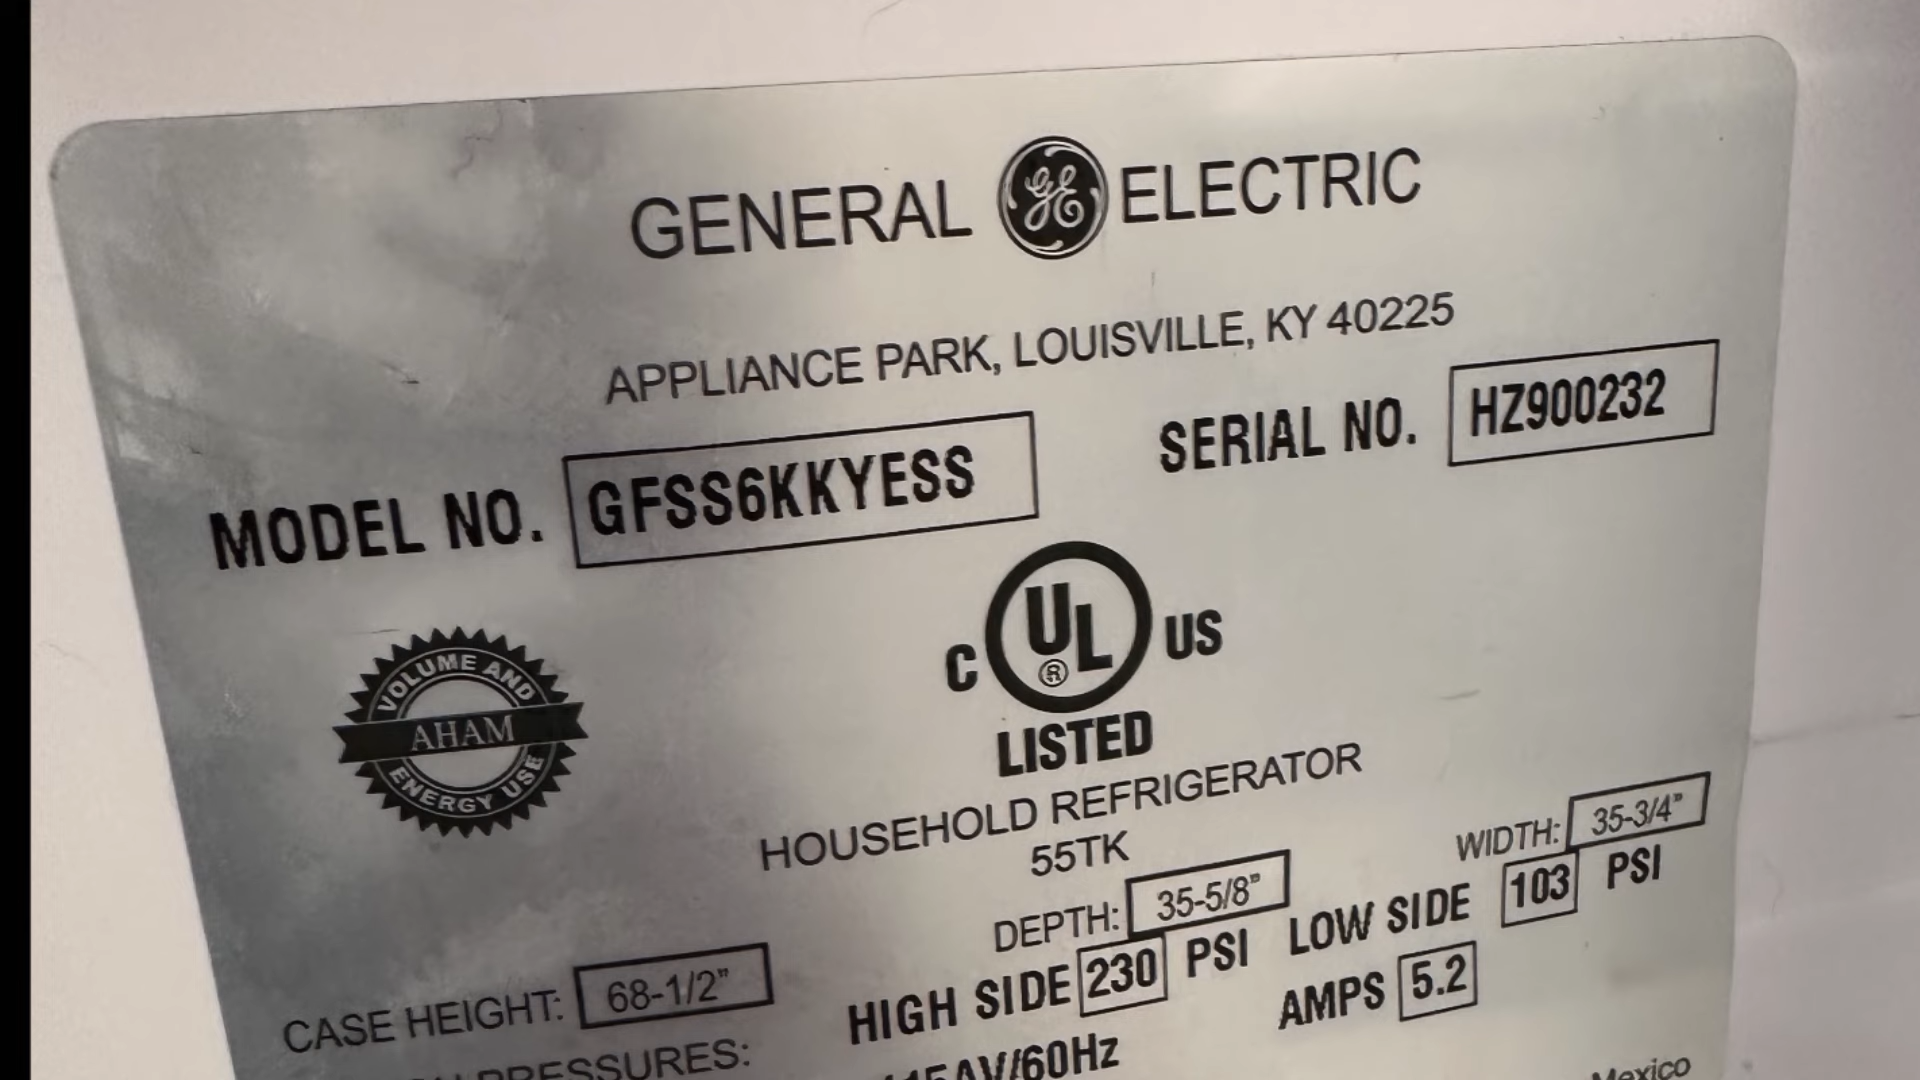 GENERAL GE ELECTRIC
APPLIANCE PARK, LOUISVILLE, KY 40225
MODEL NO. GFSS6KKYESS
SERIAL NO. HZ900232
VOLUME AND
AHAM
ENERGY USE
C UL ® US
LISTED
HOUSEHOLD REFRIGERATOR
55TK
CASE HEIGHT: 68-1/2" DEPTH: 35-5/8" WIDTH: 35-3/4"
PRESSURES: HIGH SIDE 230 PSI LOW SIDE 103 PSI
AMPS 5.2
Mexico